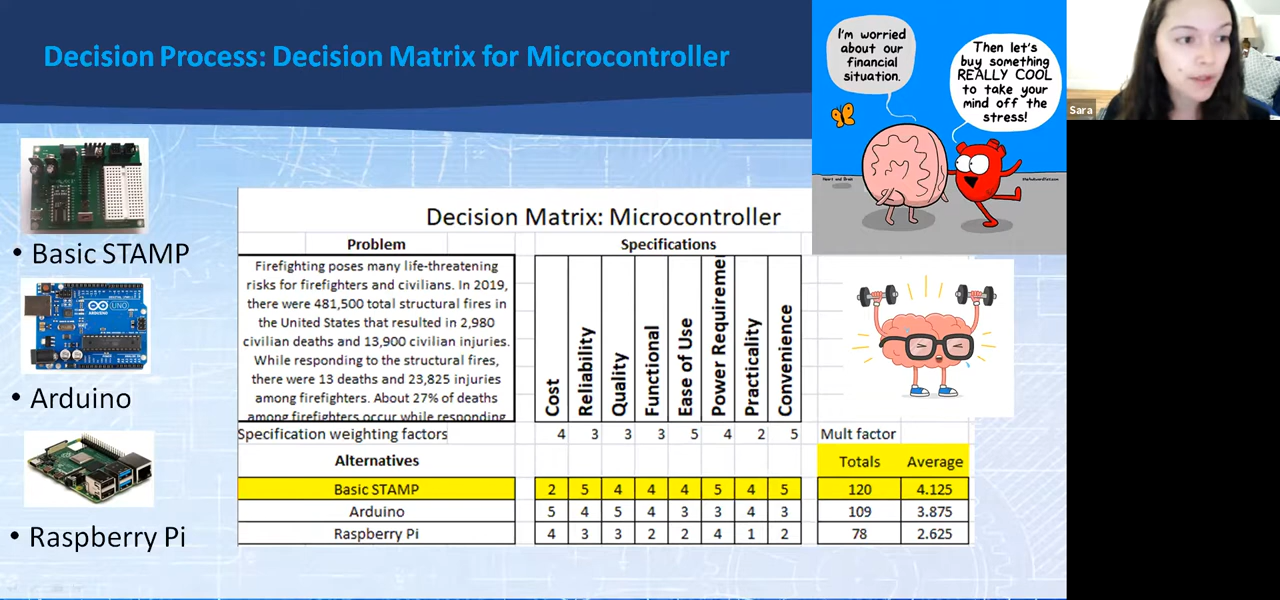 Decision Process: Decision Matrix for Microcontroller
I'm worried
about our
financial
situation.
Then let's
buy something
REALLY COOL
to take your
mind off the
stress!
Sara
• Basic STAMP
• Arduino
• Raspberry Pi
Decision Matrix: Microcontroller
Problem
Specifications
Firefighting poses many life-threatening
risks for firefighters and civilians. In 2019,
there were 481,500 total structural fires in
the United States that resulted in 2,980
civilian deaths and 13,900 civilian injuries.
While responding to the structural fires,
there were 13 deaths and 23,825 injuries
among firefighters. About 27% of deaths
among firefighters occur while responding
Cost
Reliability
Quality
Functional
Ease of Use
Power Requireme
Practicality
Convenience
Specification weighting factors 4 3 3 3 5 4 2 5 Mult factor
Alternatives Totals Average
Basic STAMP 2 5 4 4 4 5 4 5 120 4.125
Arduino 5 4 5 4 3 3 4 3 109 3.875
Raspberry Pi 4 3 3 2 2 4 1 2 78 2.625